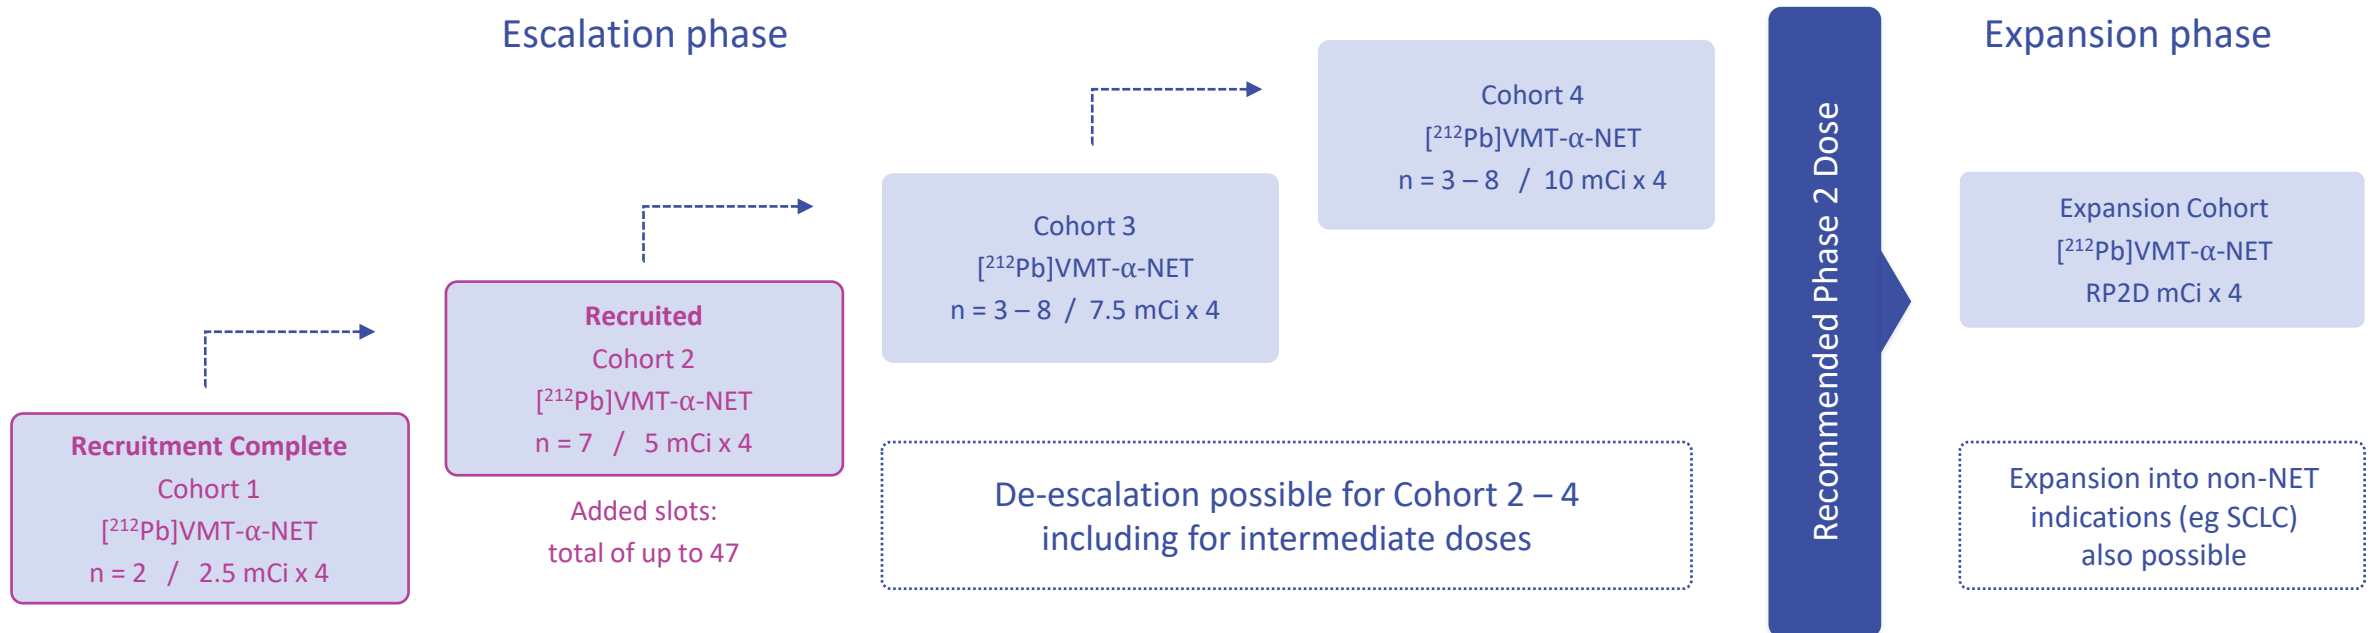 Escalation phase
Expansion phase
Recruitment Complete
Cohort 1
[²¹²Pb]VMT-α-NET
n = 2 / 2.5 mCi x 4
Recruited
Cohort 2
[²¹²Pb]VMT-α-NET
n = 7 / 5 mCi x 4
Added slots:
total of up to 47
Cohort 3
[²¹²Pb]VMT-α-NET
n = 3 – 8 / 7.5 mCi x 4
Cohort 4
[²¹²Pb]VMT-α-NET
n = 3 – 8 / 10 mCi x 4
De-escalation possible for Cohort 2 – 4
including for intermediate doses
Recommended Phase 2 Dose
Expansion Cohort
[²¹²Pb]VMT-α-NET
RP2D mCi x 4
Expansion into non-NET
indications (eg SCLC)
also possible